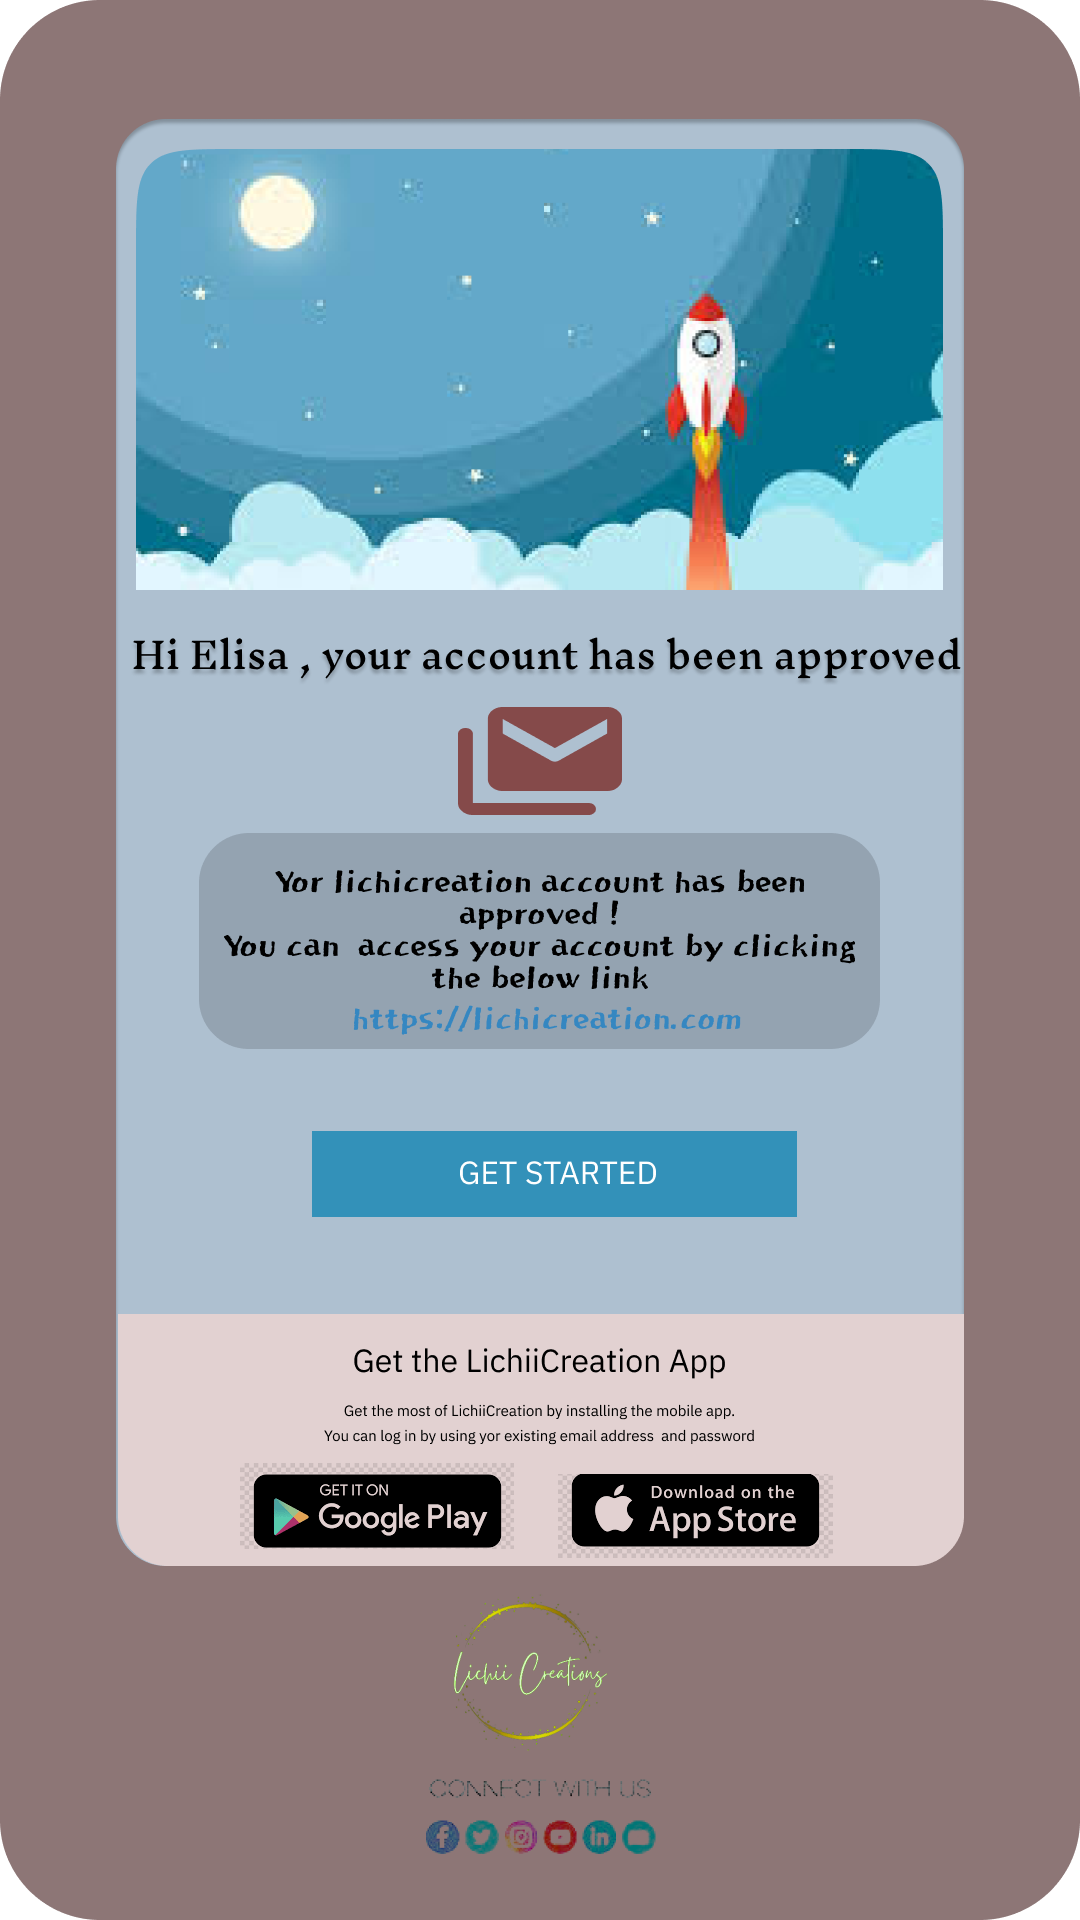 Hi Elisa , your account has been approved
Yor lichicreation account has been
approved !
You can access your account by clicking
the below link
https://lichicreation.com
GET STARTED
Get the LichiiCreation App
Get the most of LichiiCreation by installing the mobile app.
You can log in by using yor existing email address and password
GET IT ON
Google Play
Download on the
App Store
Lichii Creations
CONNECT WITH US